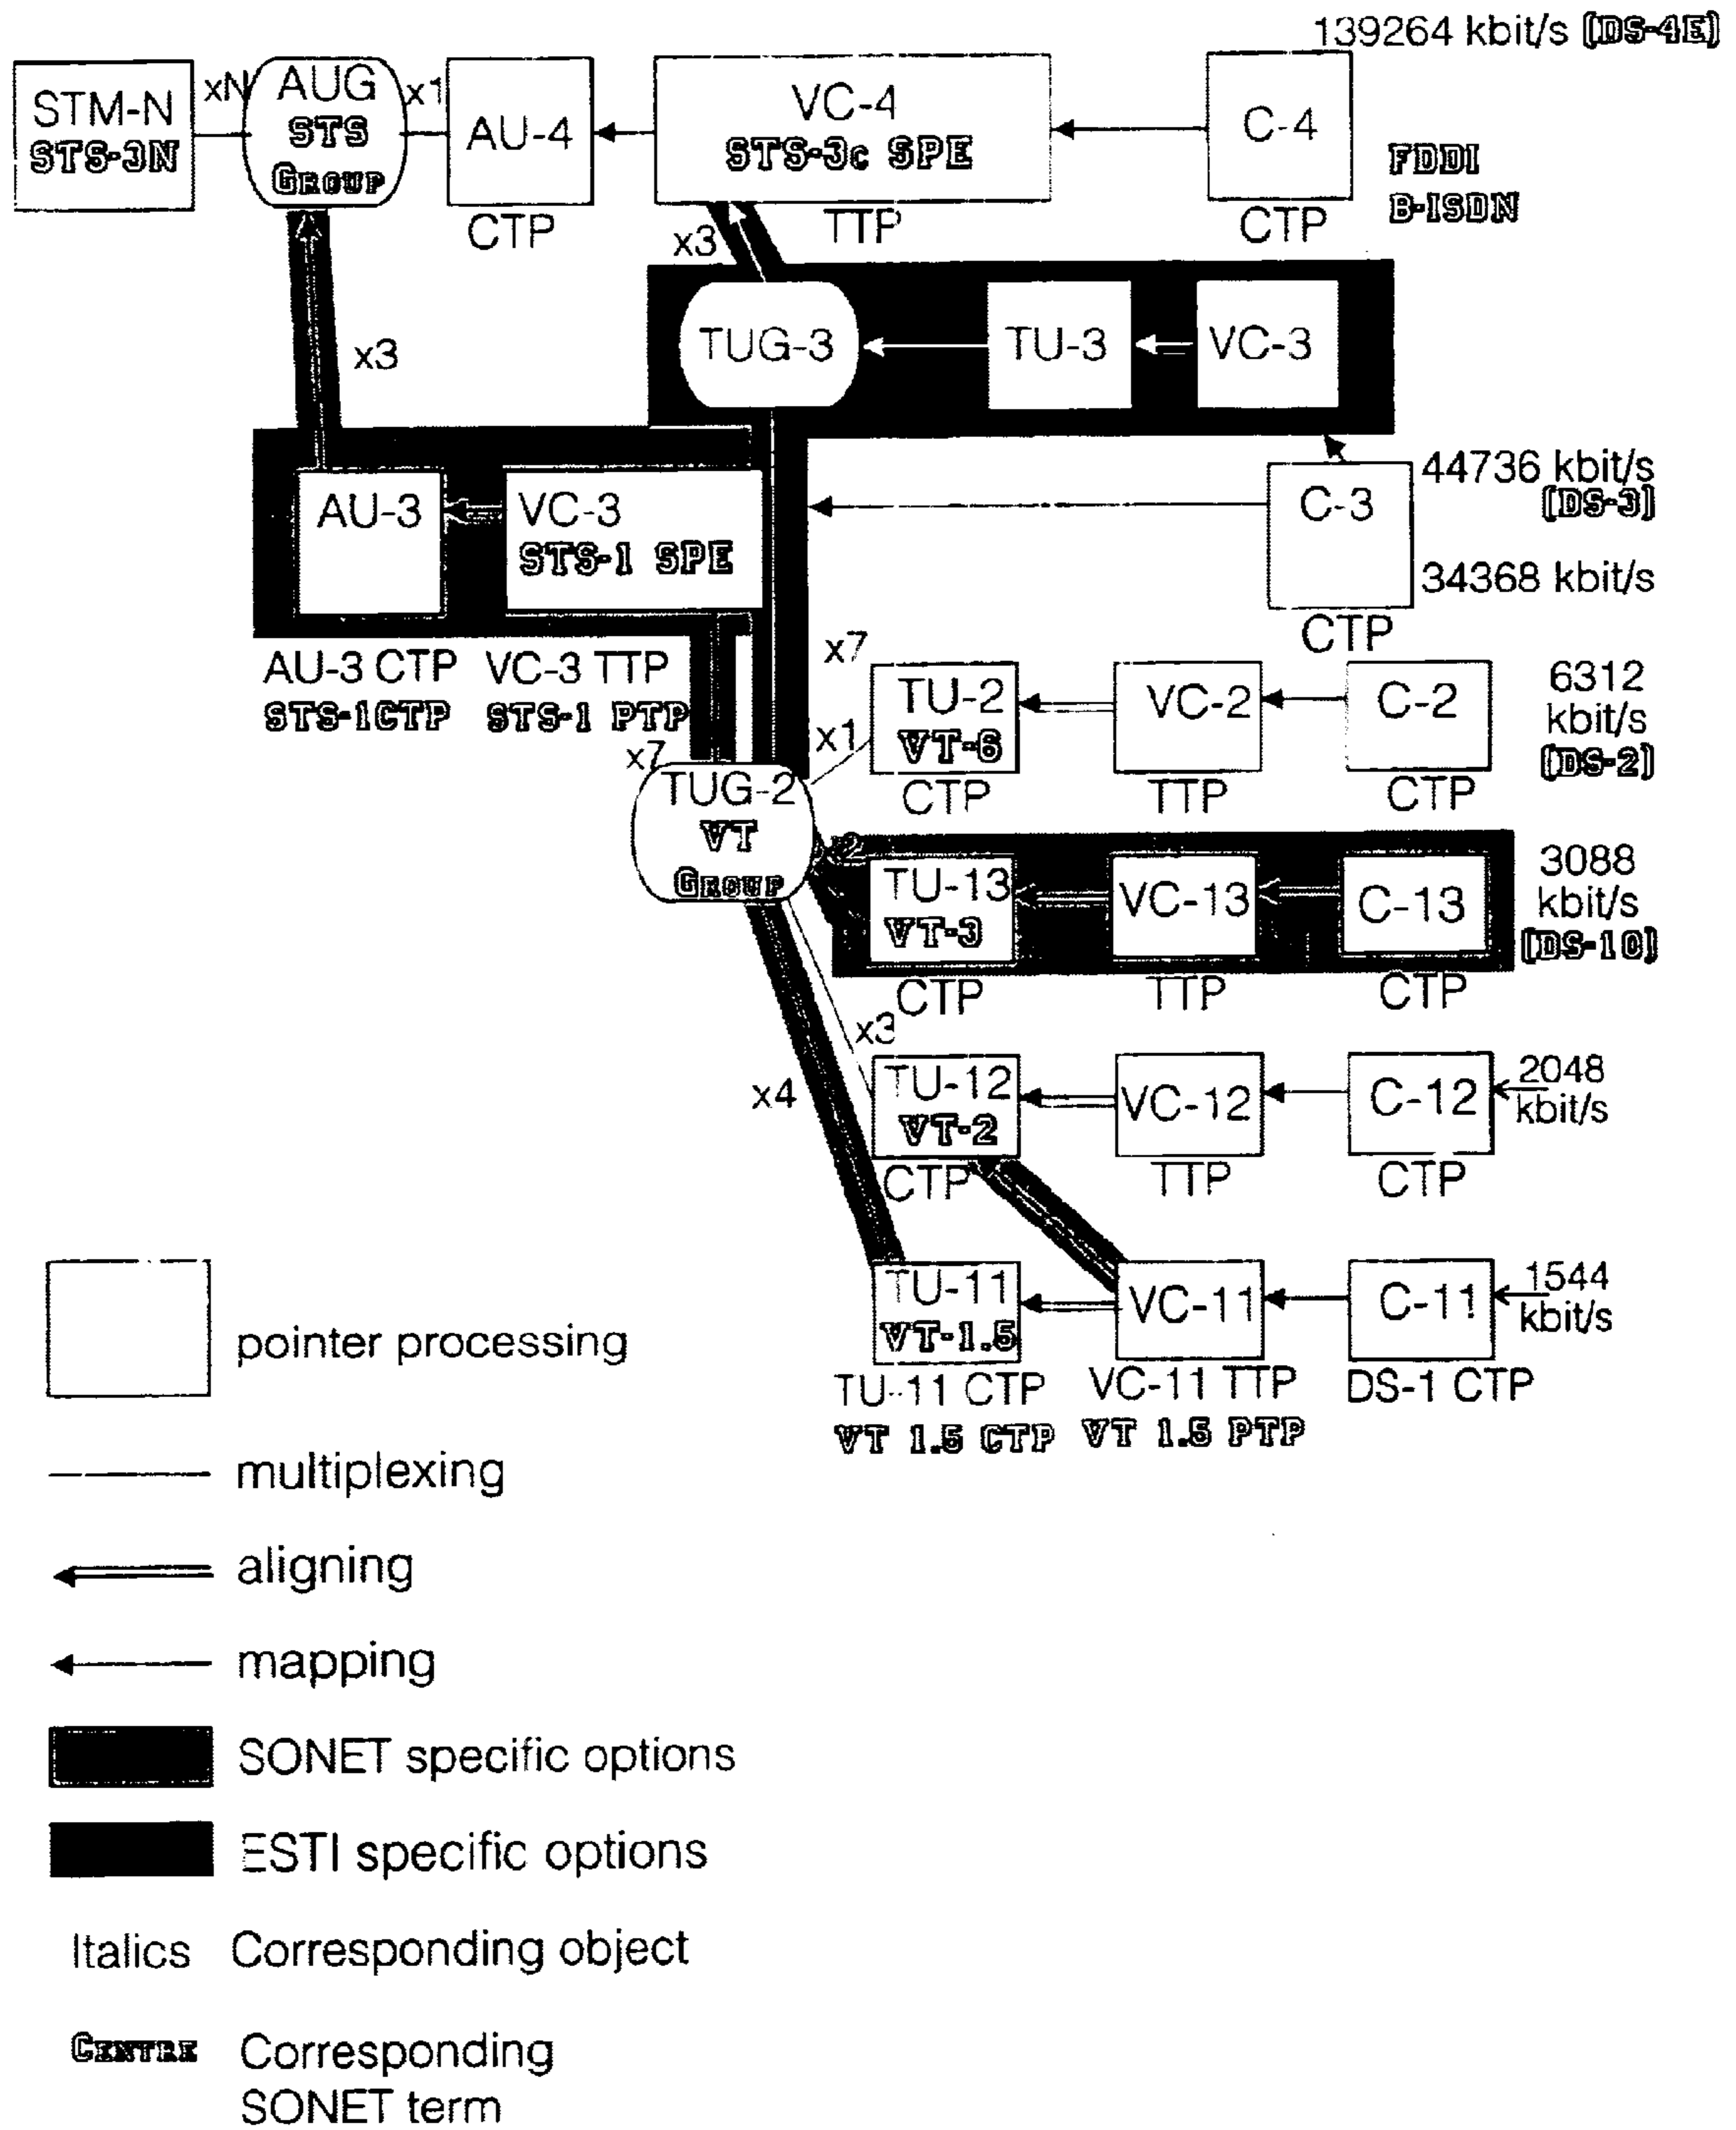 139264 kbit/s (DS-4E)
STM-N
STS-3N
xN
AUG
STS
GROUP
x1
AU-4
CTP
VC-4
STS-3c SPE
TTP
C-4
CTP
FDDI
B-ISDN
x3
TUG-3
TU-3
VC-3
x3
AU-3
VC-3
STS-1 SPE
C-3
CTP
44736 kbit/s
(DS-3)
34368 kbit/s
AU-3 CTP
STS-1CTP
VC-3 TTP
STS-1 PTP
x7
x7
x1
TU-2
VT-6
CTP
VC-2
TTP
C-2
CTP
6312
kbit/s
(DS-2)
TUG-2
VT
GROUP
x2
TU-13
VT-3
CTP
VC-13
TTP
C-13
CTP
3088
kbit/s
(DS-10)
x3
x4
TU-12
VT-2
CTP
VC-12
TTP
C-12
CTP
2048
kbit/s
TU-11
VT-1.5
TU-11 CTP
VT 1.5 CTP
VC-11
VC-11 TTP
VT 1.5 PTP
C-11
DS-1 CTP
1544
kbit/s
pointer processing
multiplexing
aligning
mapping
SONET specific options
ESTI specific options
Italics Corresponding object
CENTRE Corresponding
SONET term